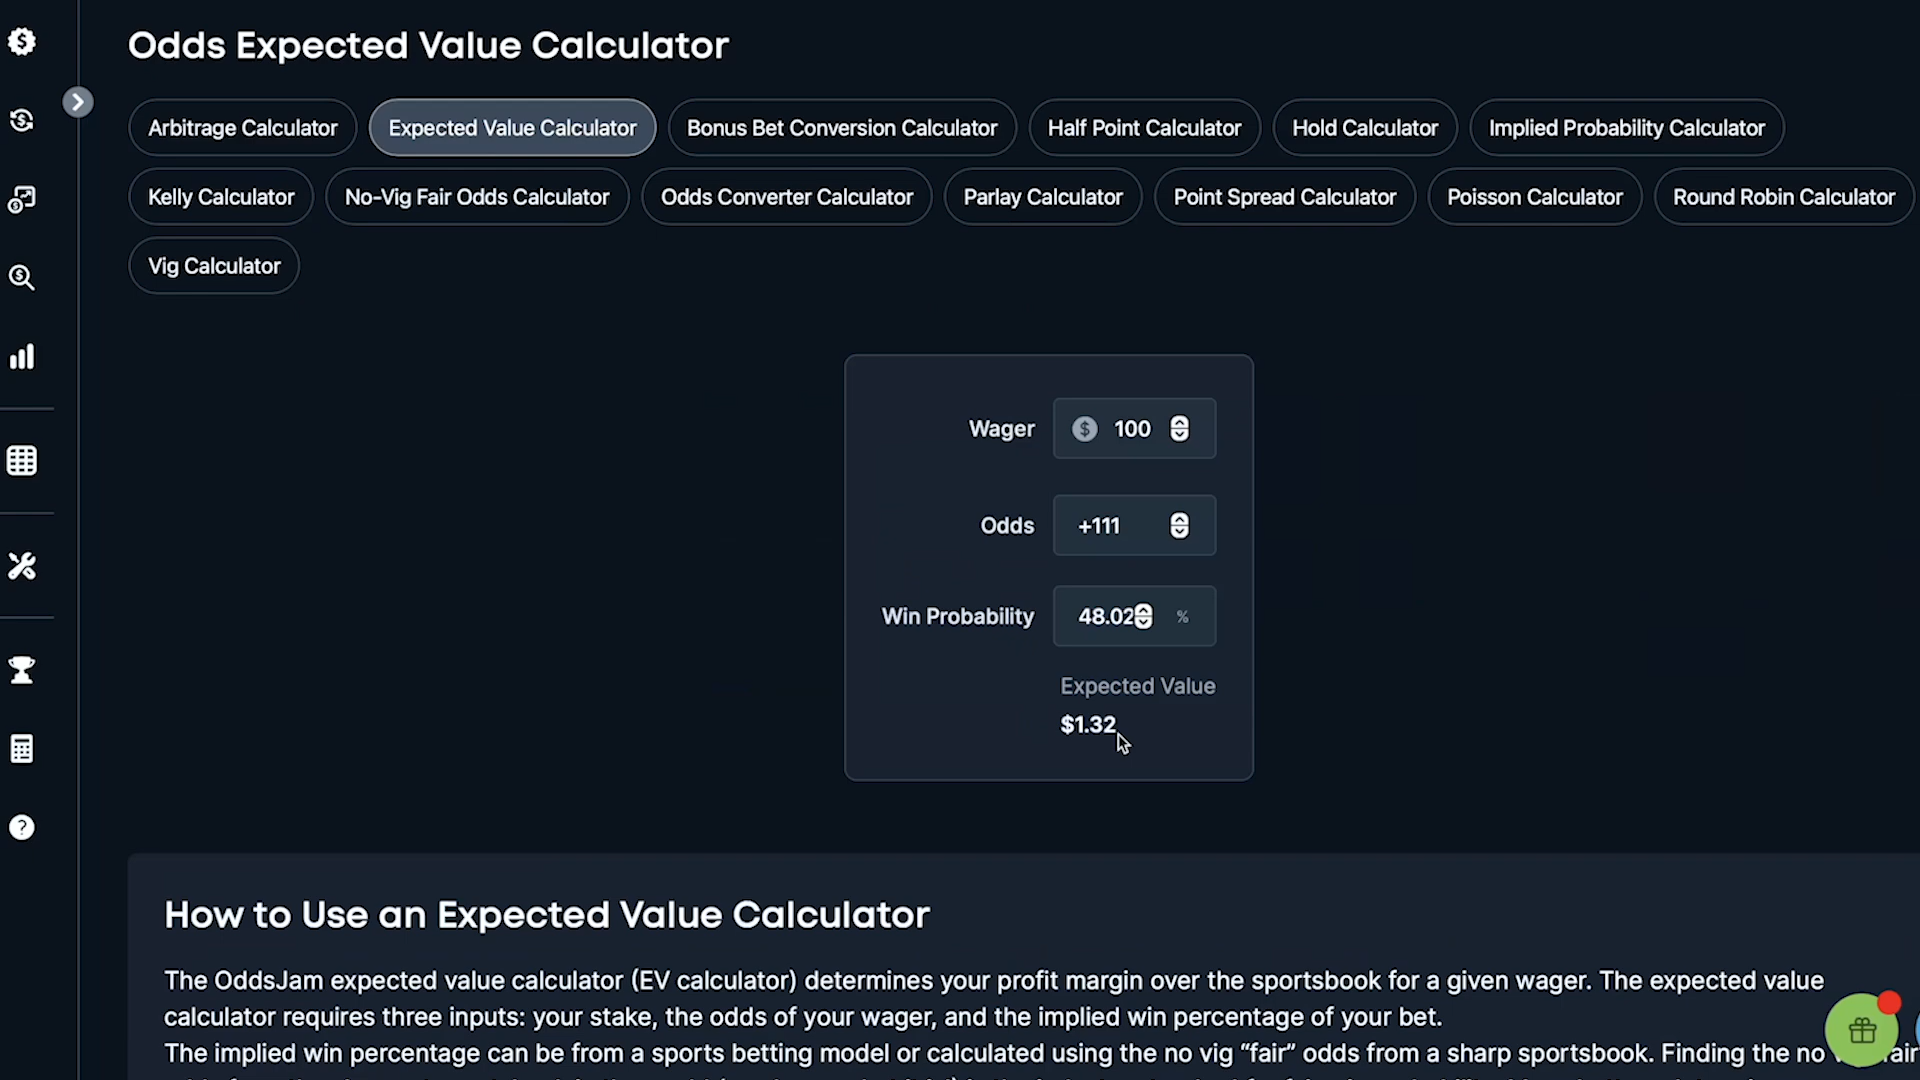 Odds Expected Value Calculator
Arbitrage Calculator Expected Value Calculator Bonus Bet Conversion Calculator Half Point Calculator Hold Calculator Implied Probability Calculator
Kelly Calculator No-Vig Fair Odds Calculator Odds Converter Calculator Parlay Calculator Point Spread Calculator Poisson Calculator Round Robin Calculator
Vig Calculator
Wager $ 100
Odds +111
Win Probability 48.02 %
Expected Value
$1.32
How to Use an Expected Value Calculator
The OddsJam expected value calculator (EV calculator) determines your profit margin over the sportsbook for a given wager. The expected value
calculator requires three inputs: your stake, the odds of your wager, and the implied win percentage of your bet.
The implied win percentage can be from a sports betting model or calculated using the no vig “fair” odds from a sharp sportsbook. Finding the no